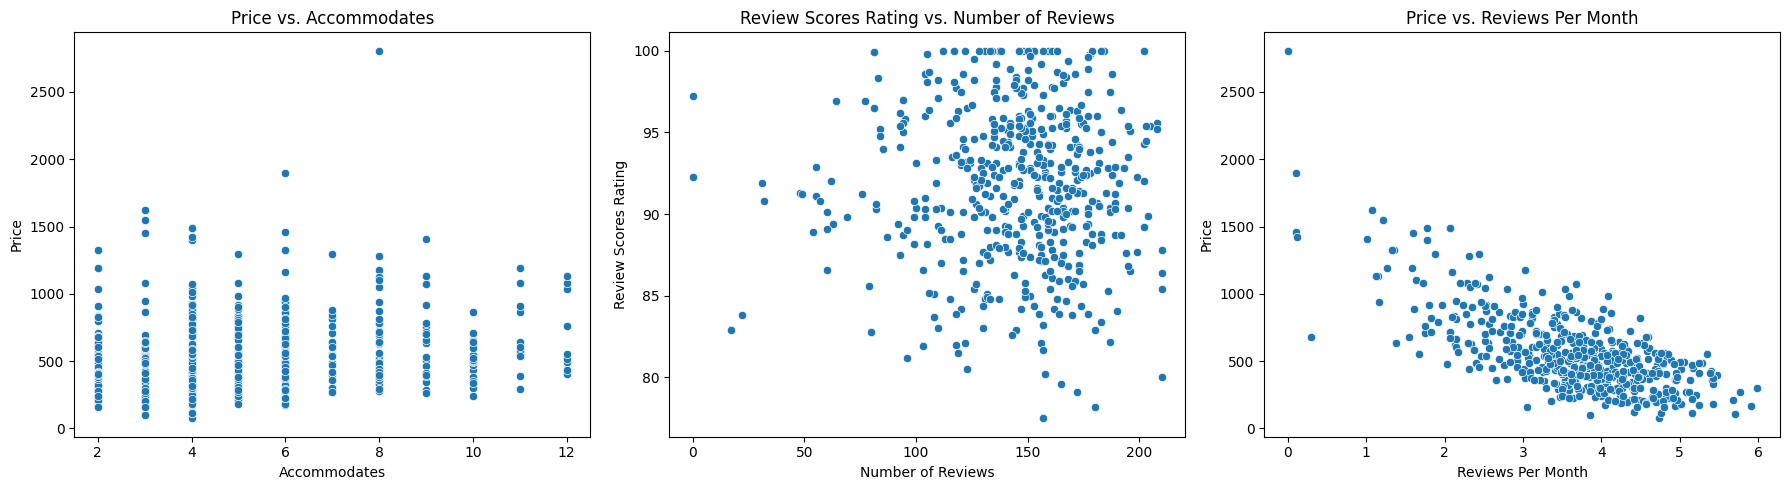 Price vs. Accommodates
2500
2000
1500
1000
500
0
Price
2 4 6 8 10 12
Accommodates
Review Scores Rating vs. Number of Reviews
100
95
90
85
80
Review Scores Rating
0 50 100 150 200
Number of Reviews
Price vs. Reviews Per Month
2500
2000
1500
1000
500
0
Price
0 1 2 3 4 5 6
Reviews Per Month